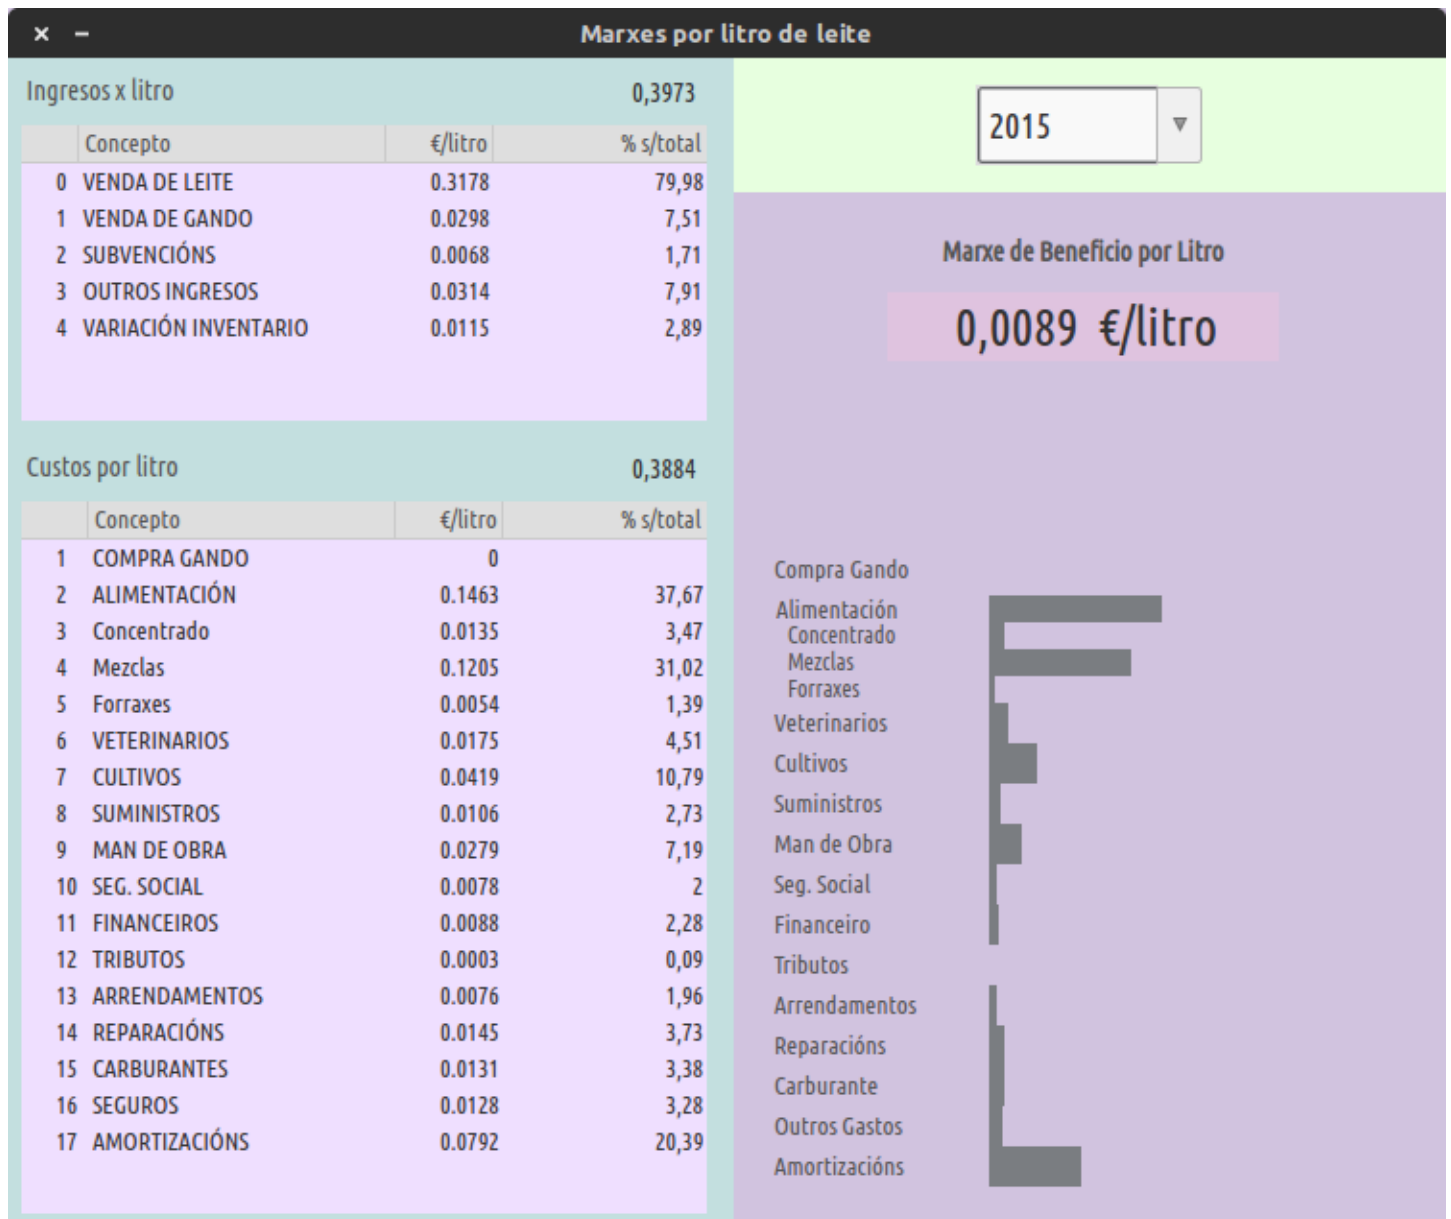 Marxes por litro de leite
Ingresos x litro 0,3973
Concepto €/litro % s/total
0 VENDA DE LEITE 0.3178 79,98
1 VENDA DE GANDO 0.0298 7,51
2 SUBVENCIÓNS 0.0068 1,71
3 OUTROS INGRESOS 0.0314 7,91
4 VARIACIÓN INVENTARIO 0.0115 2,89
Custos por litro 0,3884
Concepto €/litro % s/total
1 COMPRA GANDO 0
2 ALIMENTACIÓN 0.1463 37,67
3 Concentrado 0.0135 3,47
4 Mezclas 0.1205 31,02
5 Forraxes 0.0054 1,39
6 VETERINARIOS 0.0175 4,51
7 CULTIVOS 0.0419 10,79
8 SUMINISTROS 0.0106 2,73
9 MAN DE OBRA 0.0279 7,19
10 SEG. SOCIAL 0.0078 2
11 FINANCEIROS 0.0088 2,28
12 TRIBUTOS 0.0003 0,09
13 ARRENDAMENTOS 0.0076 1,96
14 REPARACIÓNS 0.0145 3,73
15 CARBURANTES 0.0131 3,38
16 SEGUROS 0.0128 3,28
17 AMORTIZACIÓNS 0.0792 20,39
2015
Marxe de Beneficio por Litro
0,0089 €/litro
Compra Gando
Alimentación
Concentrado
Mezclas
Forraxes
Veterinarios
Cultivos
Suministros
Man de Obra
Seg. Social
Financeiro
Tributos
Arrendamentos
Reparacións
Carburante
Outros Gastos
Amortizacións